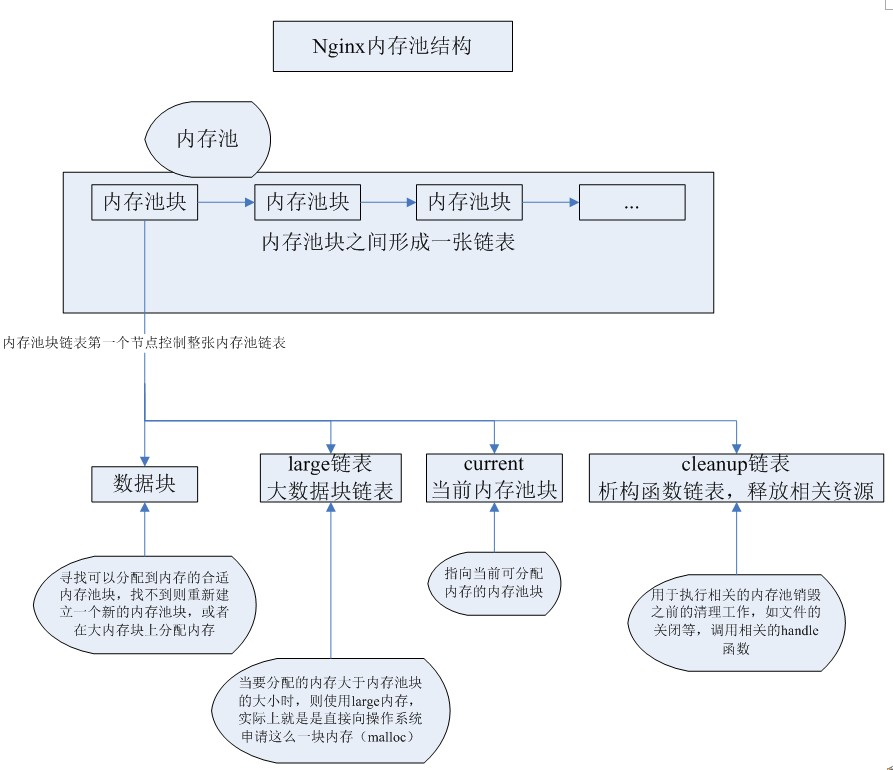 Nginx内存池结构
内存池
内存池块
内存池块
内存池块
...
内存池块之间形成一张链表
内存池块链表第一个节点控制整张内存池链表
数据块
large链表
大数据块链表
current
当前内存池块
cleanup链表
析构函数链表，释放相关资源
寻找可以分配到内存的合适
内存池块，找不到则重新建
立一个新的内存池块，或者
在大内存块上分配内存
指向当前可分配
内存的内存池块
用于执行相关的内存池销毁
之前的清理工作，如文件的
关闭等，调用相关的handle
函数
当要分配的内存大于内存池块
的大小时，则使用large内存，
实际上就是是直接向操作系统
申请这么一块内存（malloc）